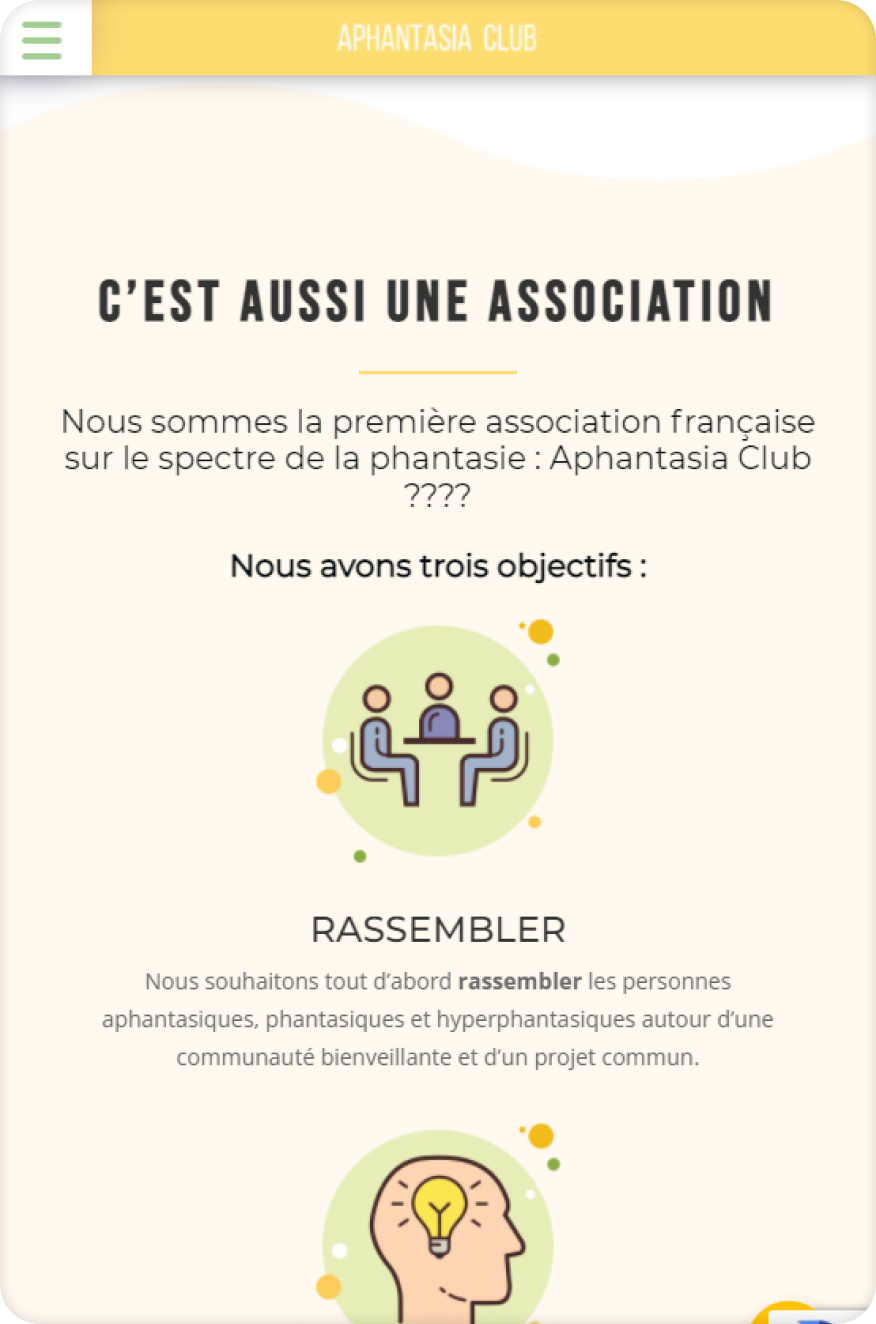 APHANTASIA CLUB
C’EST AUSSI UNE ASSOCIATION
Nous sommes la première association française
sur le spectre de la phantasie : Aphantasia Club
????
Nous avons trois objectifs :
RASSEMBLER
Nous souhaitons tout d’abord rassembler les personnes
aphantasiques, phantasiques et hyperphantasiques autour d’une
communauté bienveillante et d’un projet commun.